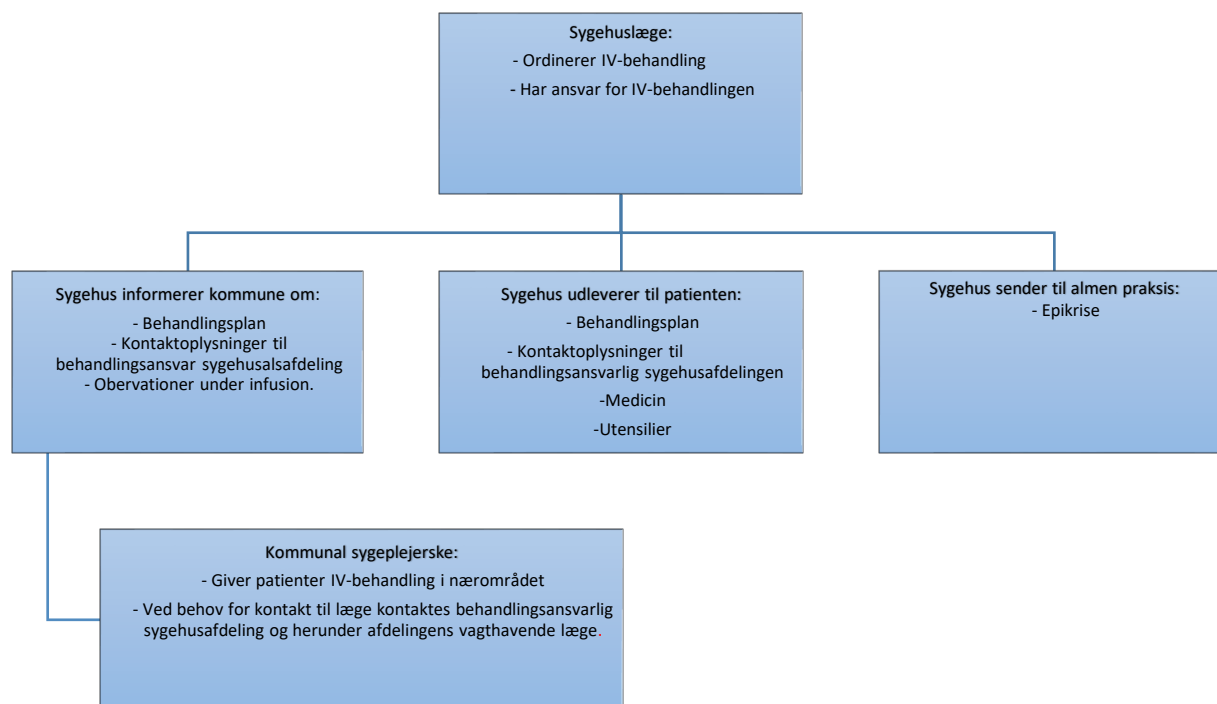 Sygehuslæge:
- Ordinerer IV-behandling
- Har ansvar for IV-behandlingen
Sygehus informerer kommune om:
- Behandlingsplan
- Kontaktoplysninger til
behandlingsansvar sygehusalsafdeling
- Obervationer under infusion.
Sygehus udleverer til patienten:
- Behandlingsplan
- Kontaktoplysninger til
behandlingsansvarlig sygehusafdelingen
-Medicin
-Utensilier
Sygehus sender til almen praksis:
- Epikrise
Kommunal sygeplejerske:
- Giver patienter IV-behandling i nærområdet
- Ved behov for kontakt til læge kontaktes behandlingsansvarlig
sygehusafdeling og herunder afdelingens vagthavende læge.